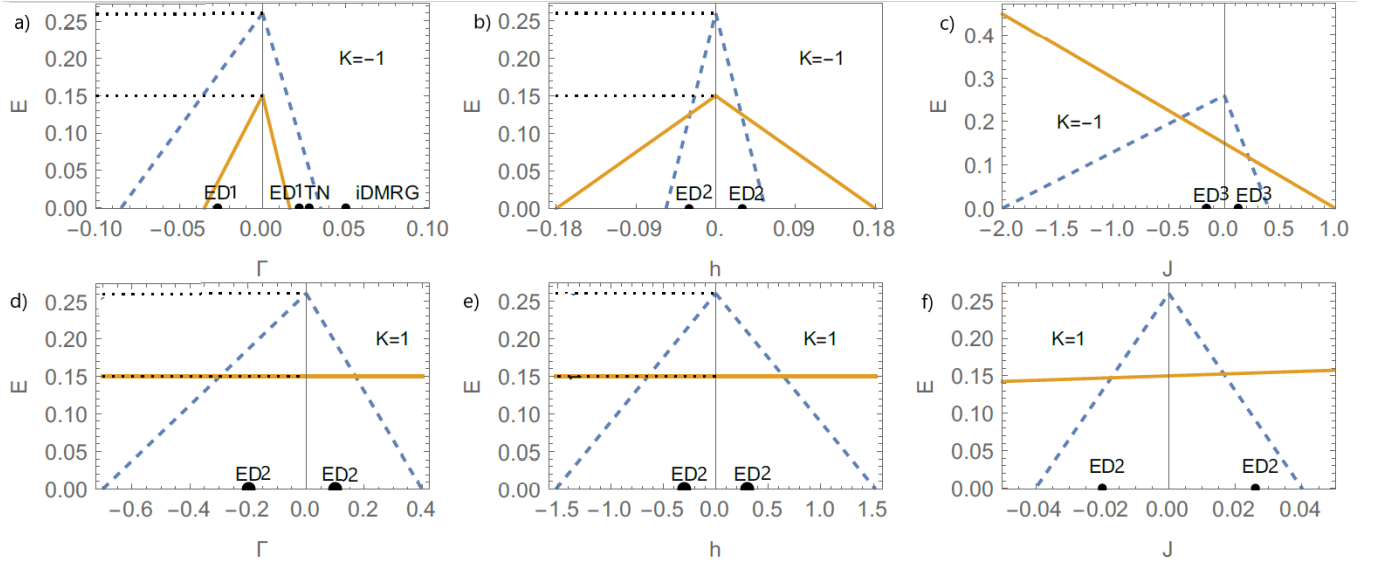 a)
E
0.25
0.20
0.15
0.10
0.05
0.00
K=−1
ED1
ED1
TN
iDMRG
−0.10
−0.05
0.00
0.05
0.10
Γ
b)
E
0.25
0.20
0.15
0.10
0.05
0.00
K=−1
ED2
ED2
−0.18
−0.09
0.
0.09
0.18
h
c)
E
0.4
0.3
0.2
0.1
0.0
K=−1
ED3
ED3
−2.0
−1.5
−1.0
−0.5
0.0
0.5
1.0
J
d)
E
0.25
0.20
0.15
0.10
0.05
0.00
K=1
ED2
ED2
−0.6
−0.4
−0.2
0.0
0.2
0.4
Γ
e)
E
0.25
0.20
0.15
0.10
0.05
0.00
K=1
ED2
ED2
−1.5
−1.0
−0.5
0.0
0.5
1.0
1.5
h
f)
E
0.25
0.20
0.15
0.10
0.05
0.00
K=1
ED2
ED2
−0.04
−0.02
0.00
0.02
0.04
J